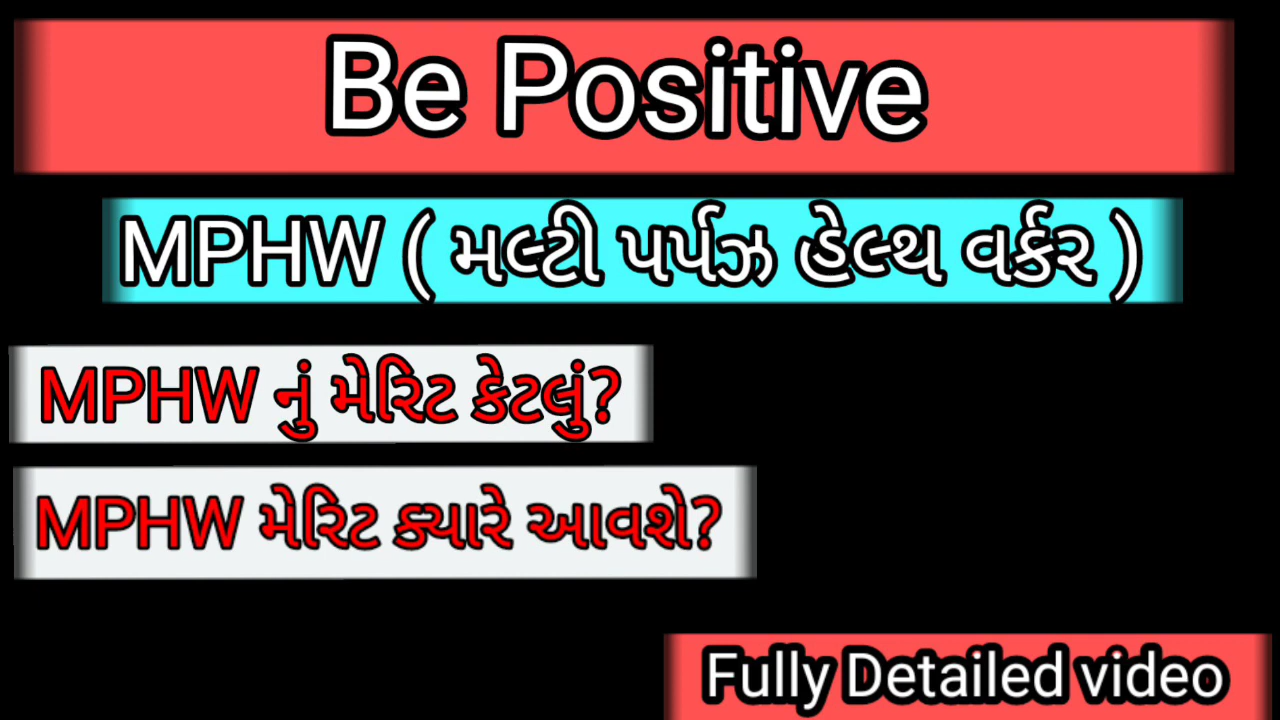 Be Positive
MPHW ( મલ્ટી પર્પઝ હેલ્થ વર્કર )
MPHW નું મેરિટ કેટલું?
MPHW મેરિટ ક્યારે આવશે?
Fully Detailed video